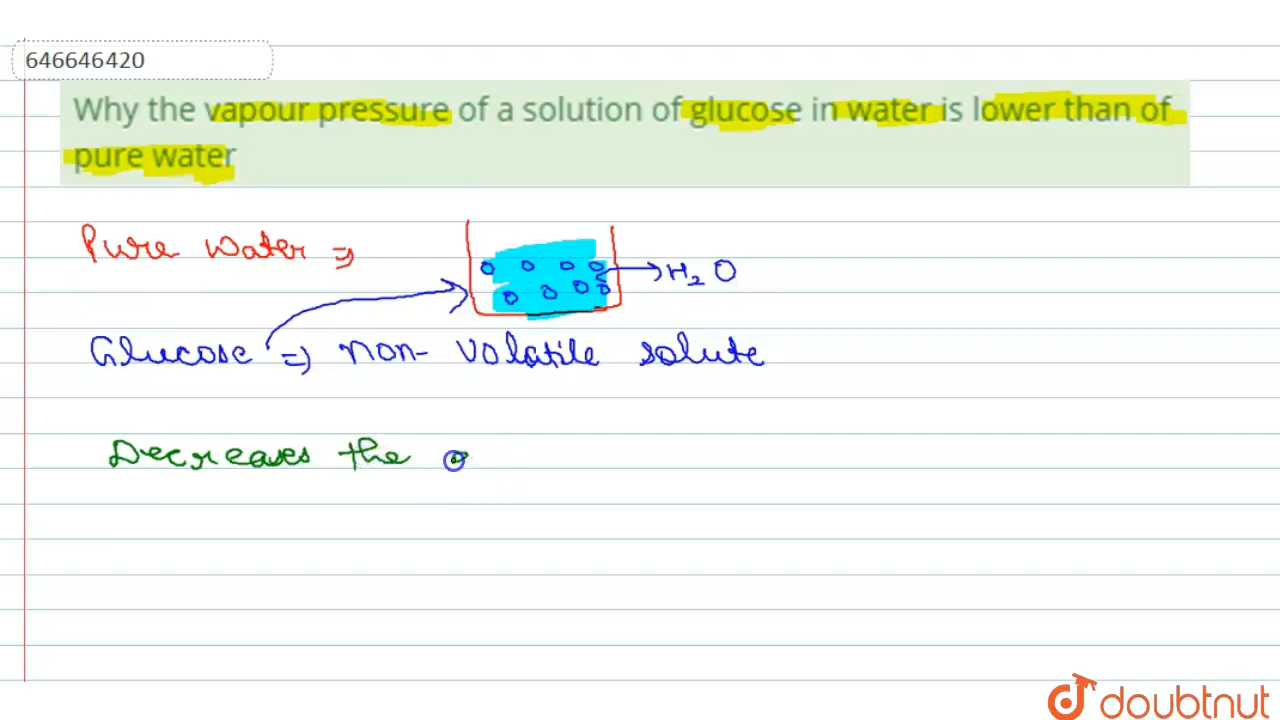 646646420
Why the vapour pressure of a solution of glucose in water is lower than of
pure water
Pure Water ⇒
H₂O
Glucose ⇒ non-volatile solute
Decreases the
doubtnut